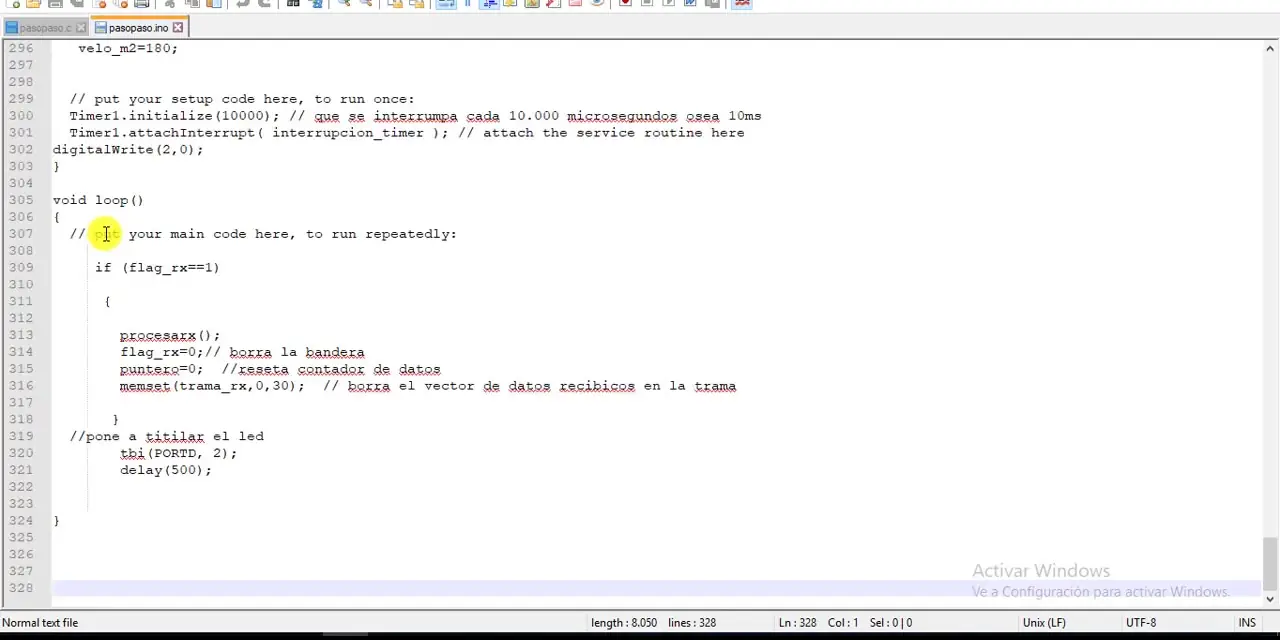 pasopaso.c pasopaso.ino
296 velo_m2=180;
297
298
299 // put your setup code here, to run once:
300 Timer1.initialize(10000); // que se interrumpa cada 10.000 microsegundos osea 10ms
301 Timer1.attachInterrupt( interrupcion_timer ); // attach the service routine here
302 digitalWrite(2,0);
303 }
304
305 void loop()
306 {
307 // put your main code here, to run repeatedly:
308
309 if (flag_rx==1)
310
311 {
312
313 procesarx();
314 flag_rx=0;// borra la bandera
315 puntero=0; //reseta contador de datos
316 memset(trama_rx,0,30); // borra el vector de datos recibicos en la trama
317
318 }
319 //pone a titilar el led
320 tbi(PORTD, 2);
321 delay(500);
322
323
324 }
325
326
327
328
Activar Windows
Ve a Configuración para activar Windows.
Normal text file length : 8.050 lines : 328 Ln : 328 Col : 1 Sel : 0 | 0 Unix (LF) UTF-8 INS